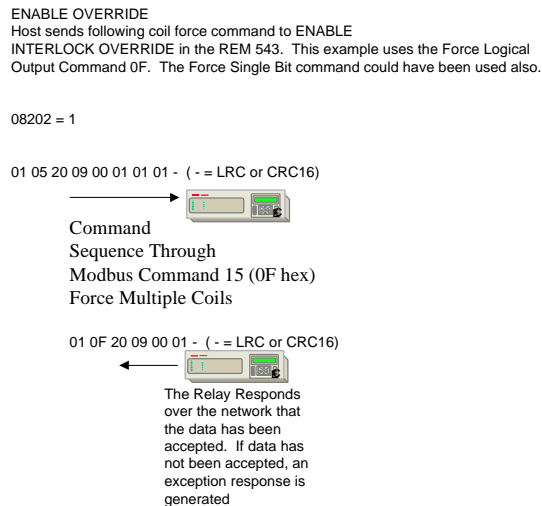 ENABLE OVERRIDE
Host sends following coil force command to ENABLE
INTERLOCK OVERRIDE in the REM 543. This example uses the Force Logical
Output Command 0F. The Force Single Bit command could have been used also.
08202 = 1
01 05 20 09 00 01 01 01 - ( - = LRC or CRC16)
Command
Sequence Through
Modbus Command 15 (0F hex)
Force Multiple Coils
01 0F 20 09 00 01 - ( - = LRC or CRC16)
The Relay Responds
over the network that
the data has been
accepted. If data has
not been accepted, an
exception response is
generated